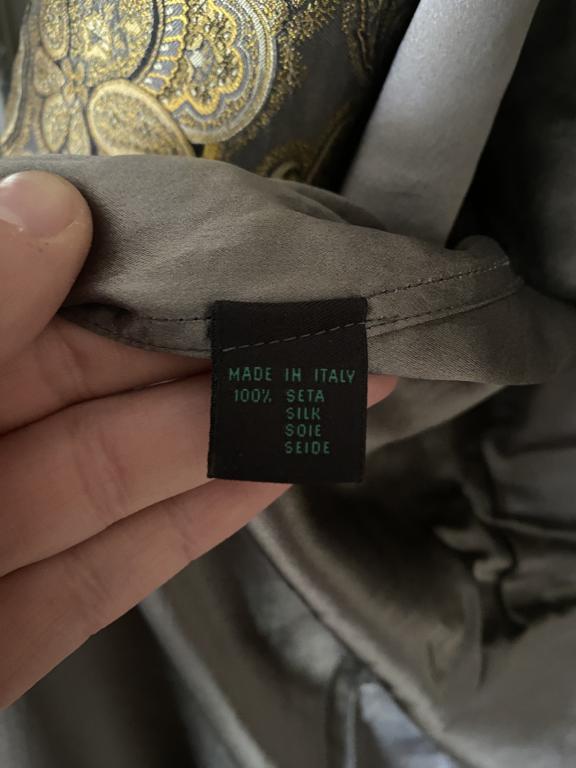 MADE IN ITALY
100% SETA
SILK
SOIE
SEIDE